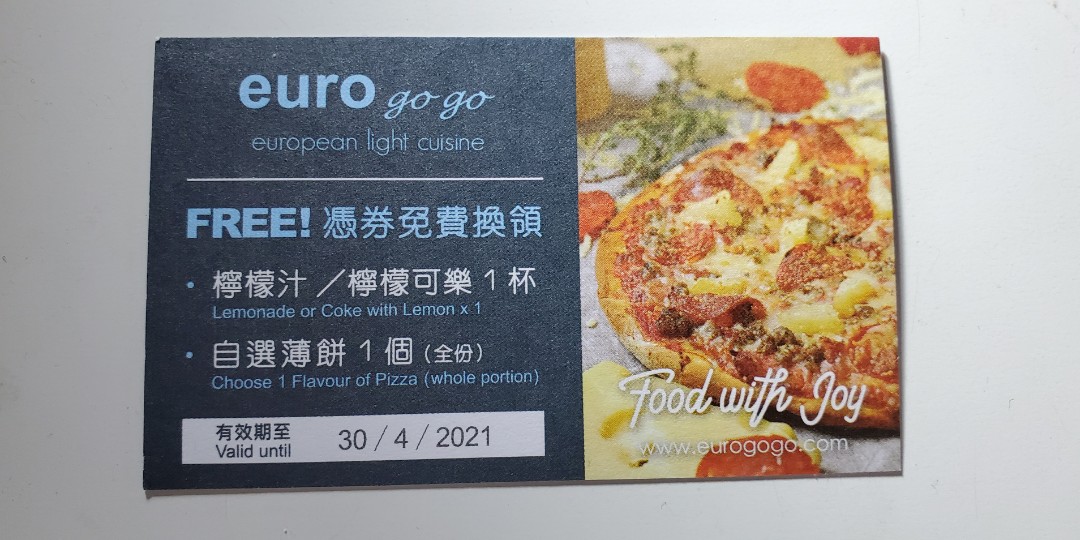 euro go go
european light cuisine
FREE! 憑券免費換領
• 檸檬汁／檸檬可樂 1 杯
Lemonade or Coke with Lemon x 1
• 自選薄餅 1 個（全份）
Choose 1 Flavour of Pizza (whole portion)
有效期至
Valid until
30 / 4 / 2021
Food with Joy
www.eurogogo.com